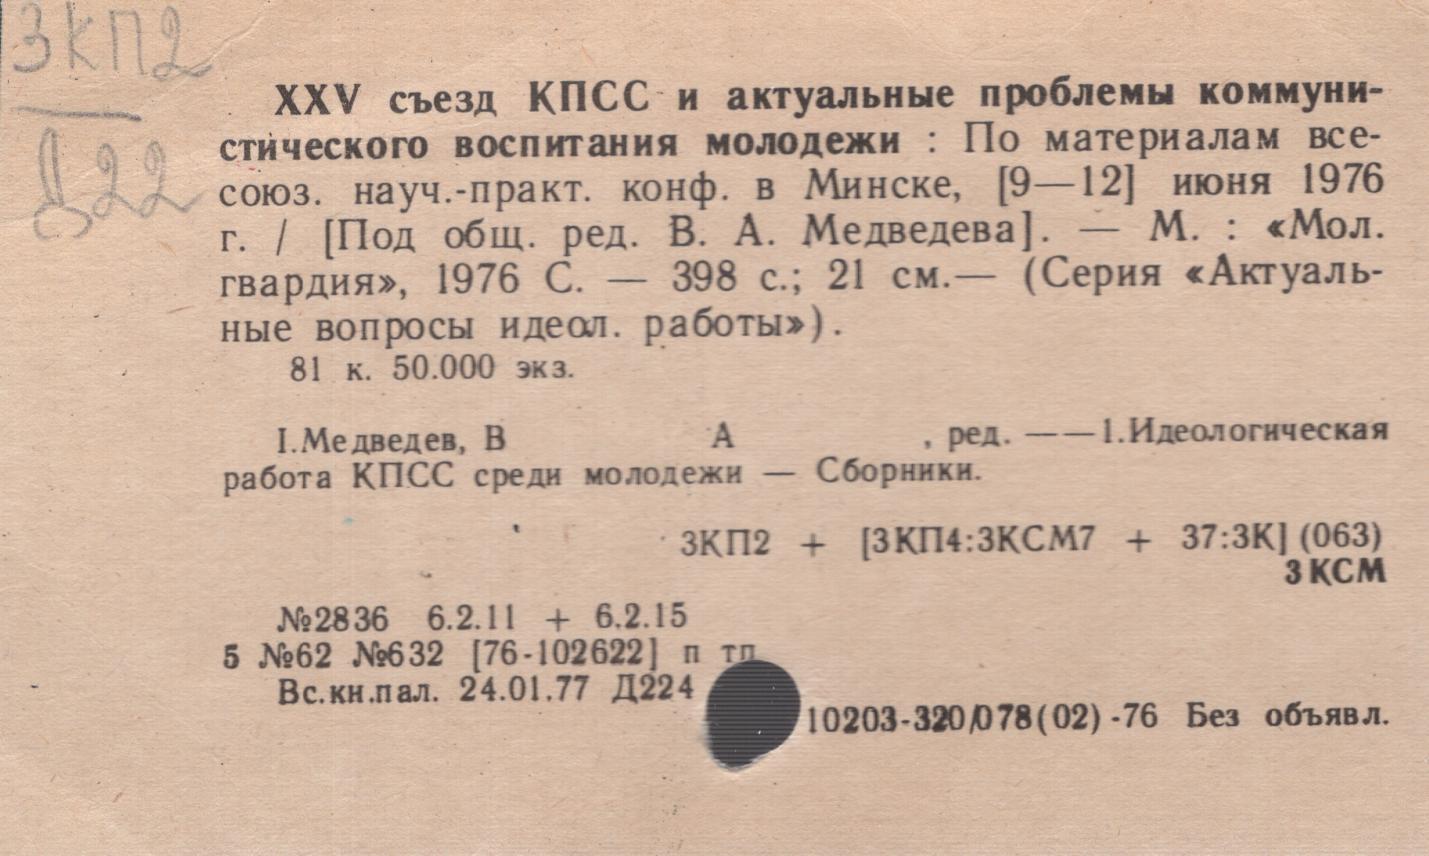 3КП2
Д22
XXV съезд КПСС и актуальные проблемы коммуни-
стического воспитания молодежи : По материалам все-
союз. науч.-практ. конф. в Минске, [9—12] июня 1976
г. / [Под общ. ред. В. А. Медведева]. — М. : «Мол.
гвардия», 1976 С. — 398 с.; 21 см.— (Серия «Актуаль-
ные вопросы идеол. работы»).
81 к. 50.000 экз.
I.Медведев, В А , ред. ——1.Идеологическая
работа КПСС среди молодежи — Сборники.
3КП2 + [3КП4:3КСМ7 + 37:3К] (063)
3КСМ
№2836 6.2.11 + 6.2.15
5 №62 №632 [76-102622] п тп
Вс.кн.пал. 24.01.77 Д224
10203-320/078(02)-76 Без объявл.